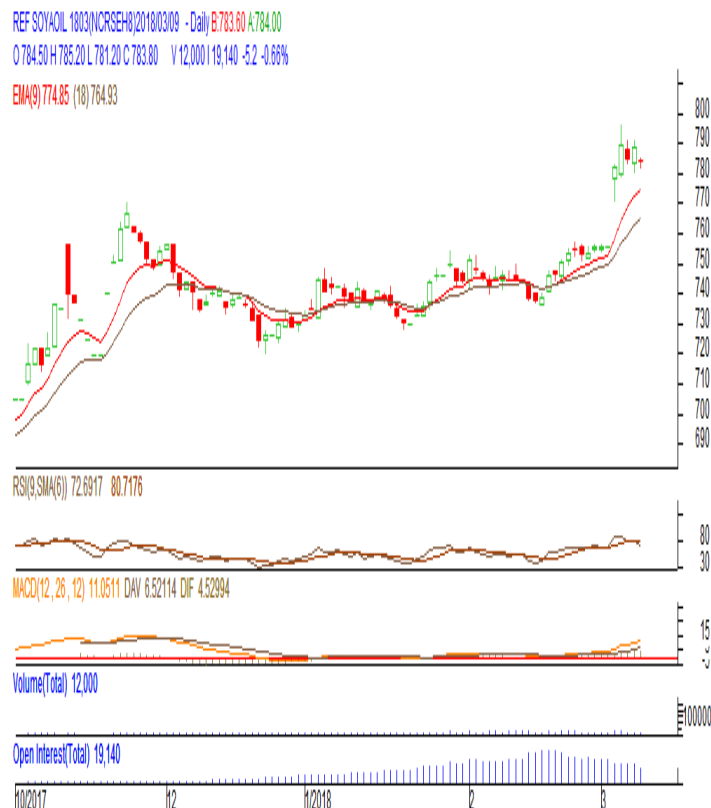 REF SOYAOIL 1803(NCRSEH8)2018/03/09 - Daily B:783.60 A:784.00
O 784.50 H 785.20 L 781.20 C 783.80 V 12,000 I 19,140 -5.2 -0.66%
EMA(9) 774.85 (18) 764.93
800
790
780
770
760
750
740
730
720
710
700
690
RSI(9,SMA(6)) 72.6917 80.7176
80
30
MACD(12 , 26 , 12) 11.0511 DAV 6.52114 DIF 4.52994
15
Volume(Total) 12,000
100000
Open Interest(Total) 19,140
10/2017 12 1/2018 2 3